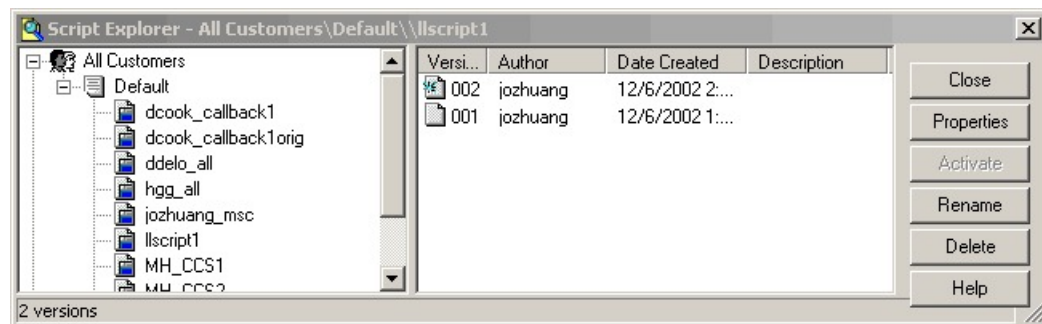 Script Explorer - All Customers\Default\\llscript1
All Customers
Default
dcook_callback1
dcook_callback1orig
ddelo_all
hgg_all
jozhuang_msc
llscript1
MH_CCS1
MH_CCS2
Versi... Author Date Created Description
002 jozhuang 12/6/2002 2:...
001 jozhuang 12/6/2002 1:...
Close
Properties
Activate
Rename
Delete
Help
2 versions